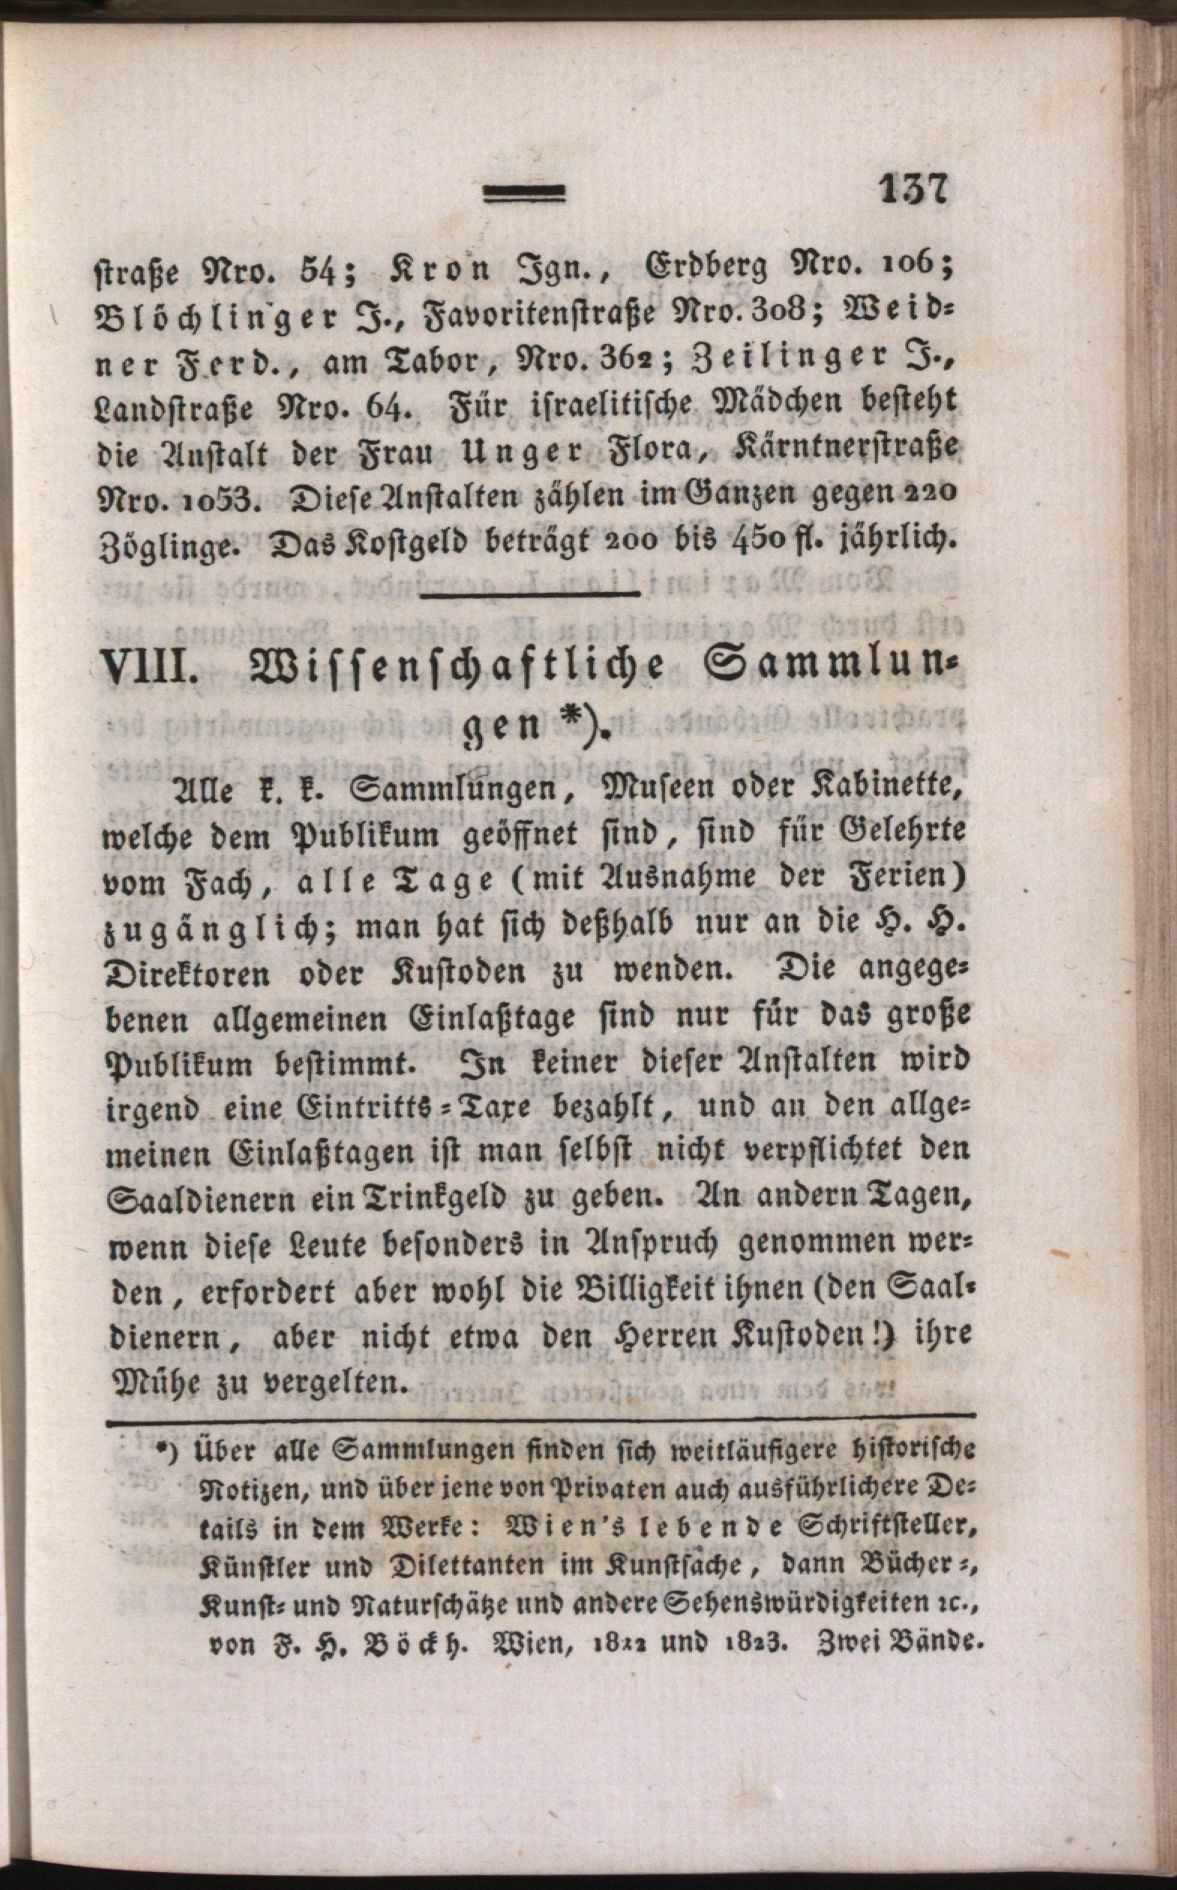 137
straße Nro. 54; Kron Ign., Erdberg Nro. 106;
Blöchlinger J., Favoritenstraße Nro. 308; Weid-
ner Ferd., am Tabor, Nro. 362; Zeilinger J.,
Landstraße Nro. 64. Für israelitische Mädchen besteht
die Anstalt der Frau Unger Flora, Kärntnerstraße
Nro. 1053. Diese Anstalten zählen im Ganzen gegen 220
Zöglinge. Das Kostgeld beträgt 200 bis 450 fl. jährlich.
VIII. Wissenschaftliche Sammlun-
gen *).
Alle k. k. Sammlungen, Museen oder Kabinette,
welche dem Publikum geöffnet sind, sind für Gelehrte
vom Fach, alle Tage (mit Ausnahme der Ferien)
zugänglich; man hat sich deßhalb nur an die H. H.
Direktoren oder Kustoden zu wenden. Die angege-
benen allgemeinen Einlaßtage sind nur für das große
Publikum bestimmt. In keiner dieser Anstalten wird
irgend eine Eintritts-Taxe bezahlt, und an den allge-
meinen Einlaßtagen ist man selbst nicht verpflichtet den
Saaldienern ein Trinkgeld zu geben. An andern Tagen,
wenn diese Leute besonders in Anspruch genommen wer-
den, erfordert aber wohl die Billigkeit ihnen (den Saal-
dienern, aber nicht etwa den Herren Kustoden!) ihre
Mühe zu vergelten.
*) Über alle Sammlungen finden sich weitläufigere historische
Notizen, und über jene von Privaten auch ausführlichere De-
tails in dem Werke: Wien's lebende Schriftsteller,
Künstler und Dilettanten im Kunstfache, dann Bücher-,
Kunst- und Naturschätze und andere Sehenswürdigkeiten ꝛc.,
von F. H. Böckh. Wien, 1822 und 1823. Zwei Bände.